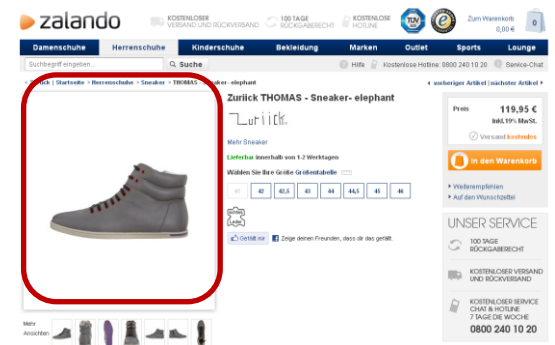 zalando
KOSTENLOSER
VERSAND UND RÜCKVERSAND
100 TAGE
RÜCKGABERECHT
KOSTENLOSE
HOTLINE
Zum Warenkorb
0,00 €
0
Damenschuhe Herrenschuhe Kinderschuhe Bekleidung Marken Outlet Sports Lounge
Suchbegriff eingeben... Suche
Hilfe Kostenlose Hotline: 0800 240 10 20 Service-Chat
Startseite > Herrenschuhe > Sneaker > THOMAS - Sneaker- elephant
vorheriger Artikel | nächster Artikel
Zuriick THOMAS - Sneaker- elephant
Zuriick.
Mehr Sneaker
Lieferbar innerhalb von 1-2 Werktagen
Wählen Sie Ihre Größe Größentabelle
41 42 42,5 43 44 44,5 45 46
Gefällt mir
Zeige deinen Freunden, dass dir das gefällt.
Preis 119,95 €
Inkl. 19% MwSt.
Versand kostenlos
In den Warenkorb
Weiterempfehlen
Auf den Wunschzettel
UNSER SERVICE
100 TAGE
RÜCKGABERECHT
KOSTENLOSER VERSAND
UND RÜCKVERSAND
KOSTENLOSER SERVICE
CHAT & HOTLINE
7 TAGE DIE WOCHE
0800 240 10 20
Mehr
Ansichten